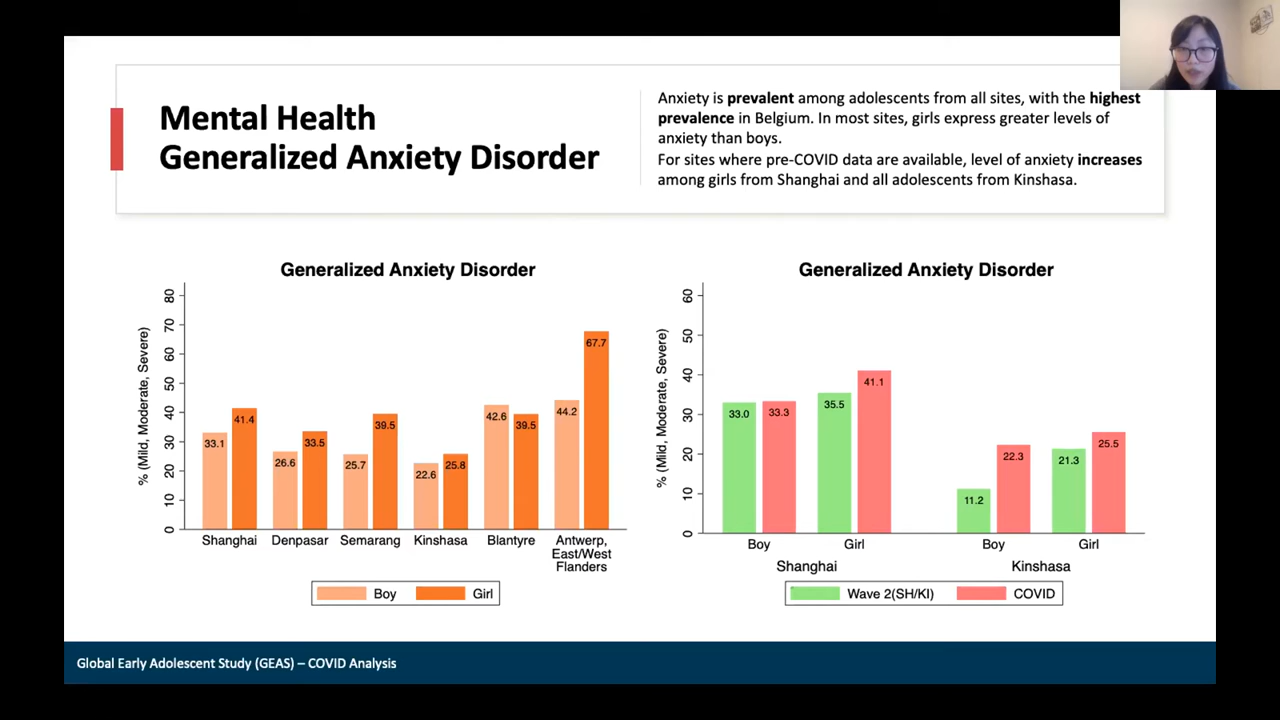 Mental Health
Generalized Anxiety Disorder
Anxiety is prevalent among adolescents from all sites, with the highest
prevalence in Belgium. In most sites, girls express greater levels of
anxiety than boys.
For sites where pre-COVID data are available, level of anxiety increases
among girls from Shanghai and all adolescents from Kinshasa.
Generalized Anxiety Disorder
% (Mild, Moderate, Severe)
80
70
60
50
40
30
20
10
0
33.1
41.4
26.6
33.5
25.7
39.5
22.6
25.8
42.6
39.5
44.2
67.7
Shanghai
Denpasar
Semarang
Kinshasa
Blantyre
Antwerp,
East/West
Flanders
Boy
Girl
Generalized Anxiety Disorder
% (Mild, Moderate, Severe)
60
50
40
30
20
10
0
33.0
33.3
35.5
41.1
11.2
22.3
21.3
25.5
Boy
Girl
Boy
Girl
Shanghai
Kinshasa
Wave 2(SH/KI)
COVID
Global Early Adolescent Study (GEAS) – COVID Analysis